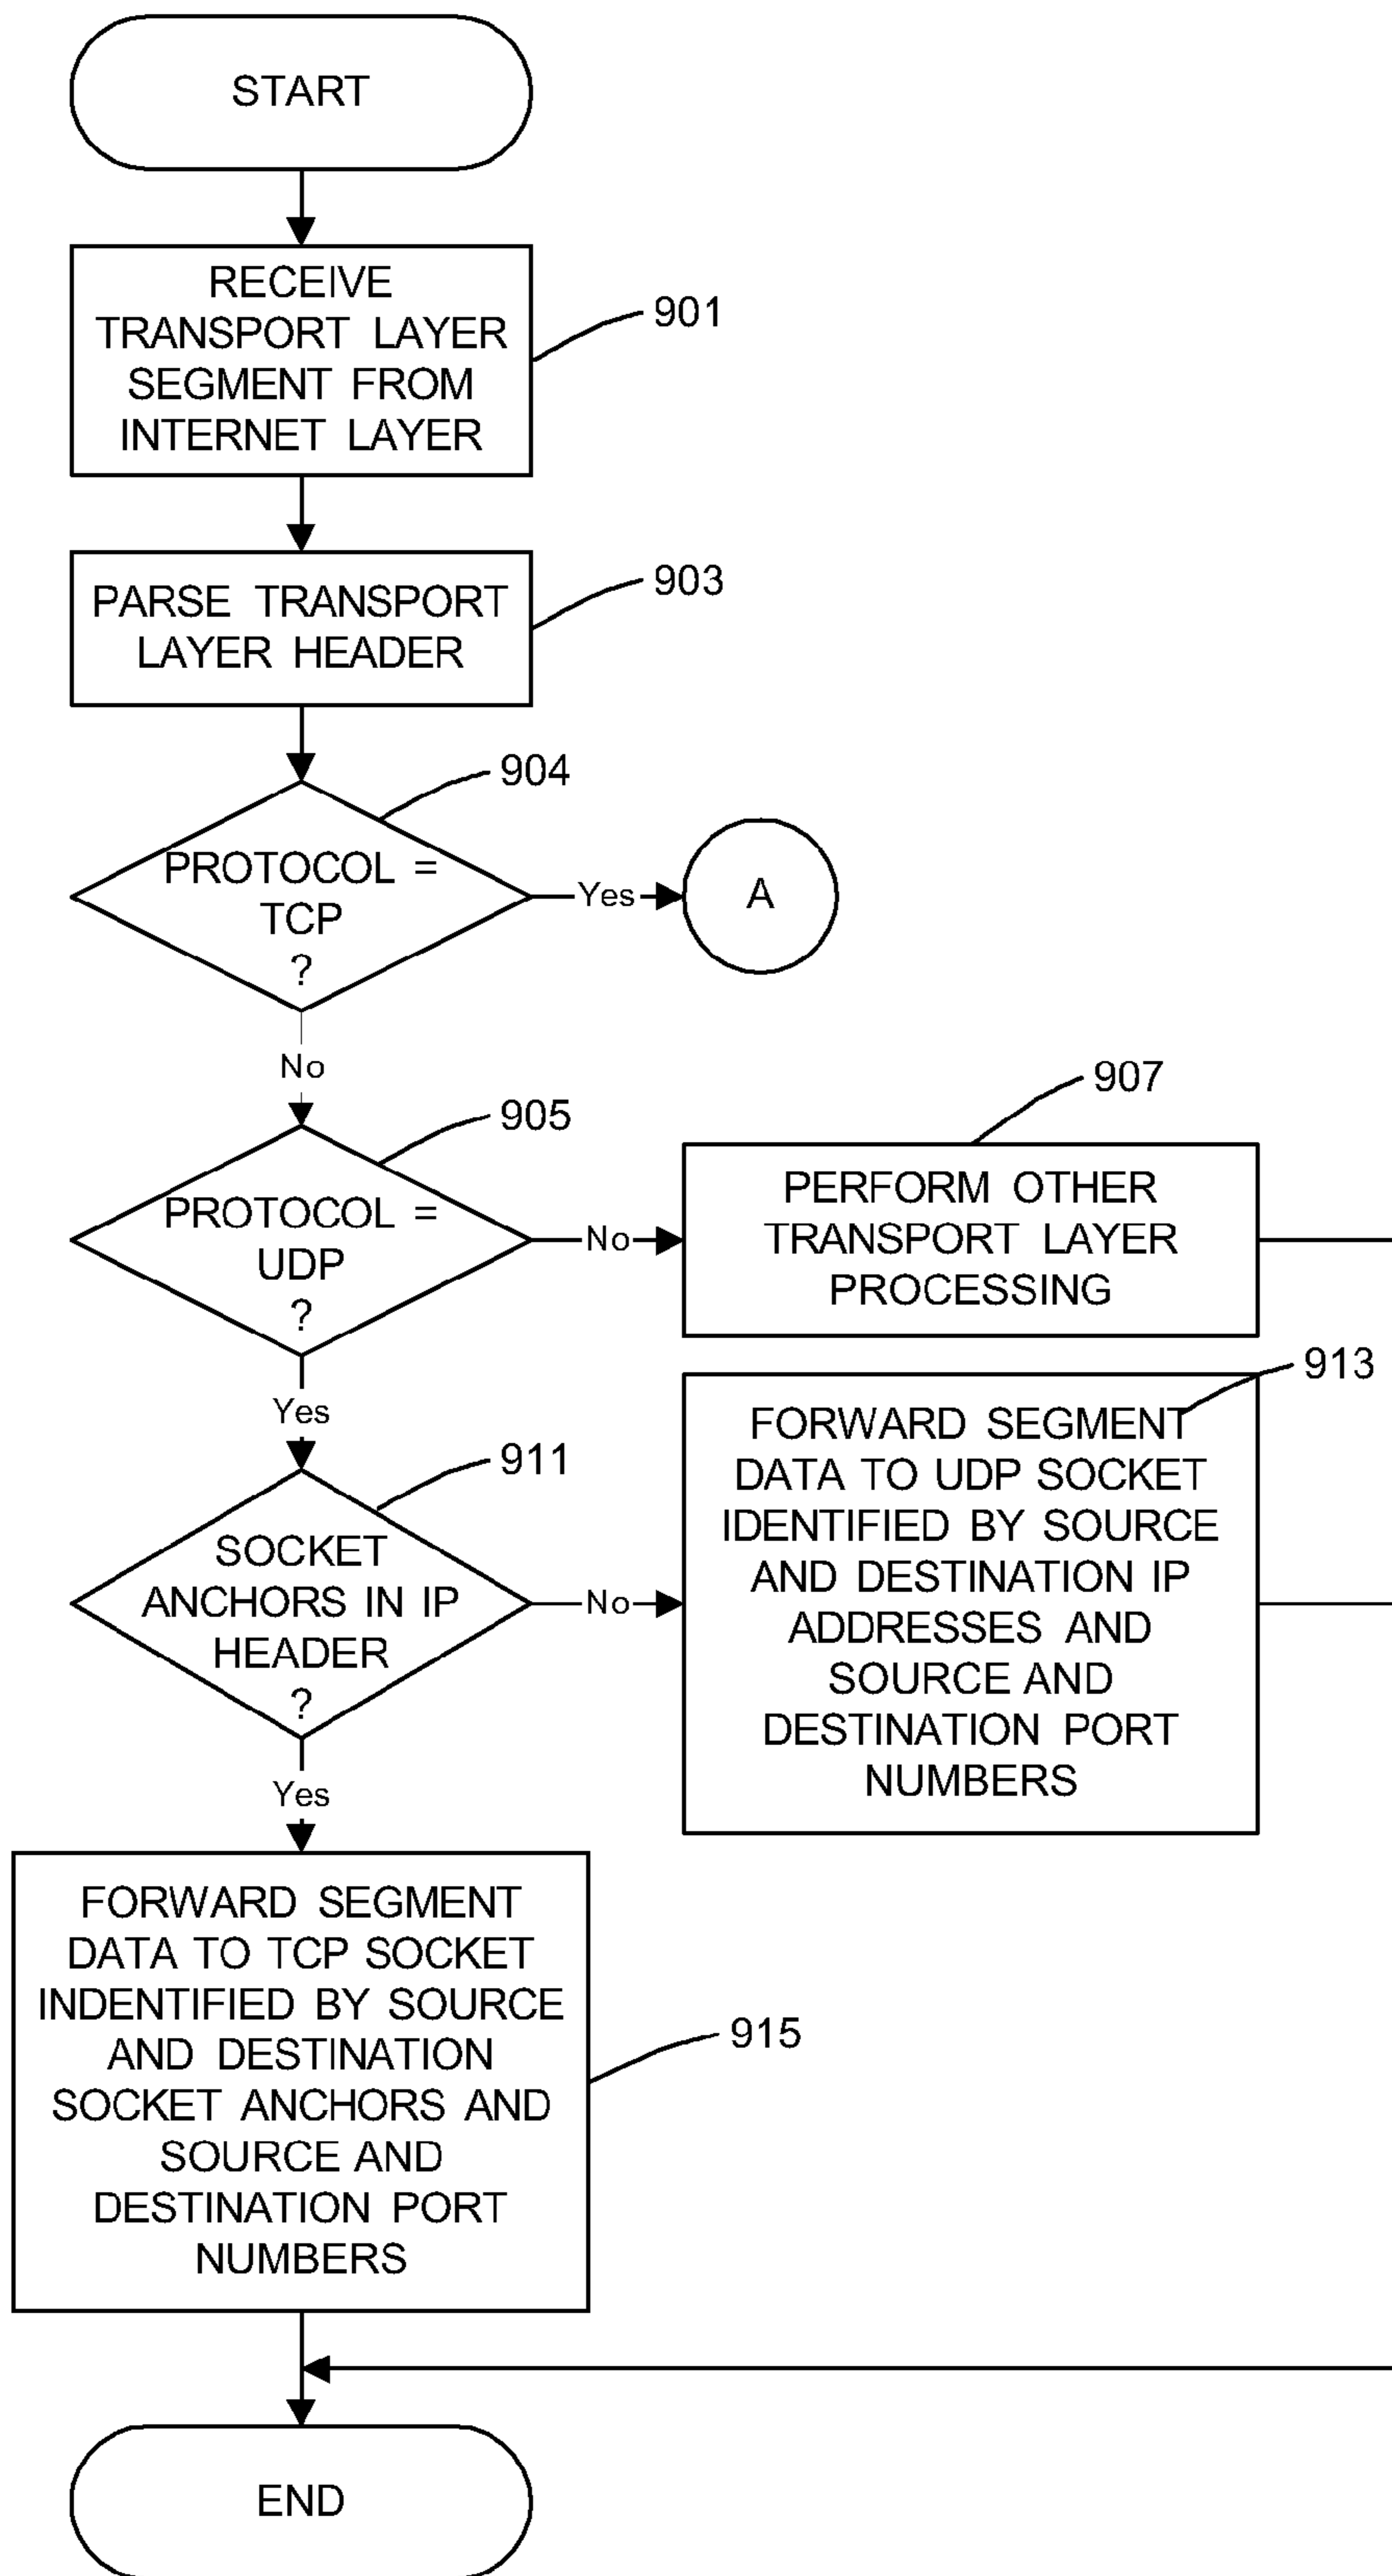 START
RECEIVE
TRANSPORT LAYER
SEGMENT FROM
INTERNET LAYER
901
PARSE TRANSPORT
LAYER HEADER
903
904
PROTOCOL =
TCP
?
Yes
A
No
905
PROTOCOL =
UDP
?
No
907
PERFORM OTHER
TRANSPORT LAYER
PROCESSING
Yes
911
SOCKET
ANCHORS IN IP
HEADER
?
No
913
FORWARD SEGMENT
DATA TO UDP SOCKET
IDENTIFIED BY SOURCE
AND DESTINATION IP
ADDRESSES AND
SOURCE AND
DESTINATION PORT
NUMBERS
Yes
FORWARD SEGMENT
DATA TO TCP SOCKET
INDENTIFIED BY SOURCE
AND DESTINATION
SOCKET ANCHORS AND
SOURCE AND
DESTINATION PORT
NUMBERS
915
END